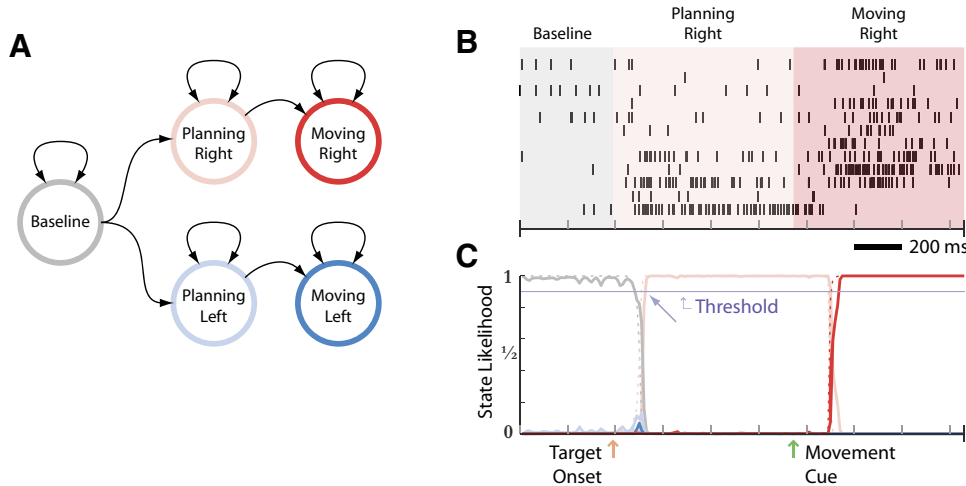 A
Planning
Right
Moving
Right
Baseline
Planning
Left
Moving
Left
B
Baseline
Planning
Right
Moving
Right
200 ms
C
State Likelihood
1
½
0
Threshold
Target
Onset
Movement
Cue